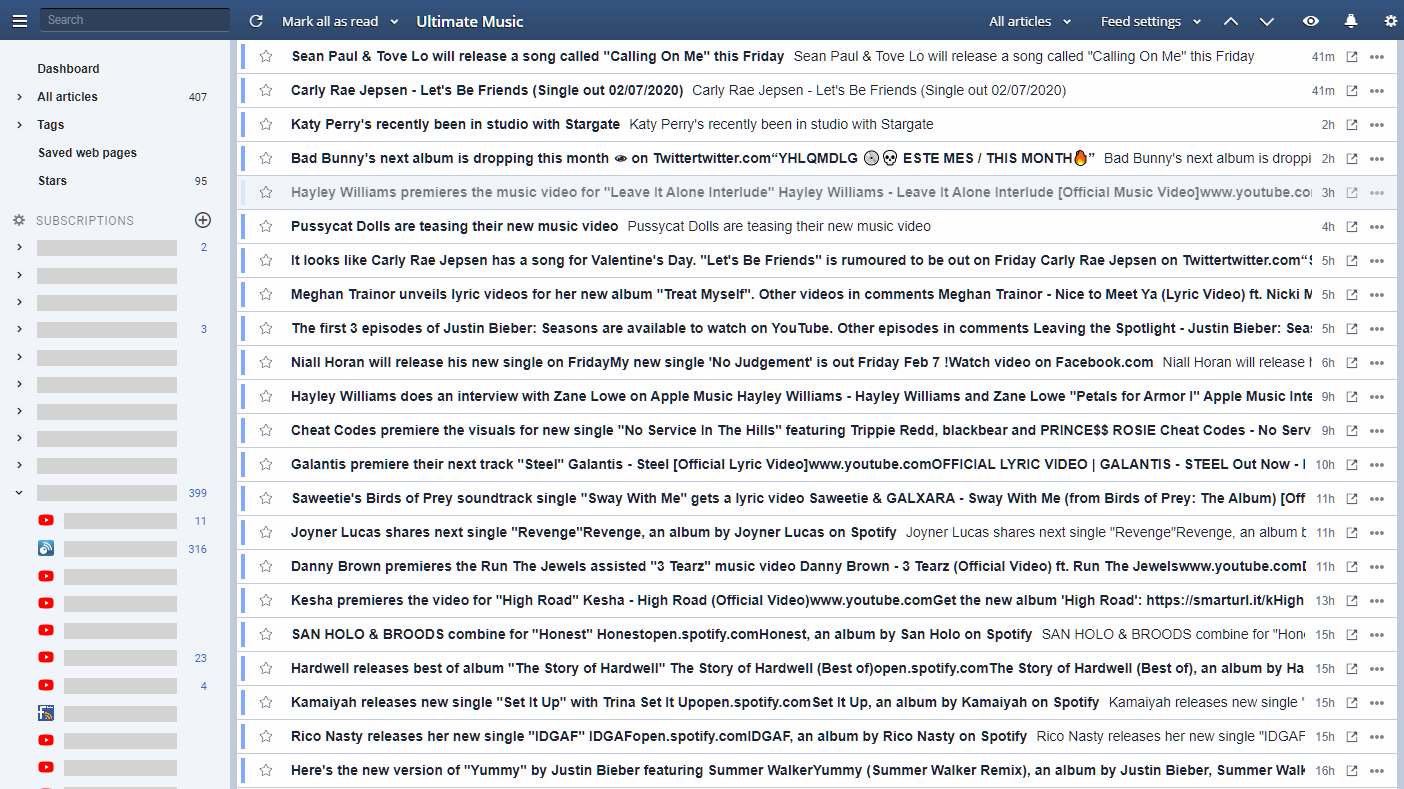 Search Mark all as read Ultimate Music All articles Feed settings
Dashboard
All articles 407
Tags
Saved web pages
Stars 95
SUBSCRIPTIONS
2
3
399
11
316
23
4
Sean Paul & Tove Lo will release a song called "Calling On Me" this Friday Sean Paul & Tove Lo will release a song called "Calling On Me" this Friday 41m
Carly Rae Jepsen - Let's Be Friends (Single out 02/07/2020) Carly Rae Jepsen - Let's Be Friends (Single out 02/07/2020) 41m
Katy Perry's recently been in studio with Stargate Katy Perry's recently been in studio with Stargate 2h
Bad Bunny's next album is dropping this month 👁 on Twittertwitter.com“YHLQMDLG 💿💀 ESTE MES / THIS MONTH🔥” Bad Bunny's next album is droppi 2h
Hayley Williams premieres the music video for "Leave It Alone Interlude" Hayley Williams - Leave It Alone Interlude [Official Music Video]www.youtube.co 3h
Pussycat Dolls are teasing their new music video Pussycat Dolls are teasing their new music video 4h
It looks like Carly Rae Jepsen has a song for Valentine's Day. "Let's Be Friends" is rumoured to be out on Friday Carly Rae Jepsen on Twittertwitter.com“ 5h
Meghan Trainor unveils lyric videos for her new album "Treat Myself". Other videos in comments Meghan Trainor - Nice to Meet Ya (Lyric Video) ft. Nicki M 5h
The first 3 episodes of Justin Bieber: Seasons are available to watch on YouTube. Other episodes in comments Leaving the Spotlight - Justin Bieber: Sea 5h
Niall Horan will release his new single on FridayMy new single 'No Judgement' is out Friday Feb 7 !Watch video on Facebook.com Niall Horan will release h 6h
Hayley Williams does an interview with Zane Lowe on Apple Music Hayley Williams - Hayley Williams and Zane Lowe "Petals for Armor I" Apple Music Inte 9h
Cheat Codes premiere the visuals for new single "No Service In The Hills" featuring Trippie Redd, blackbear and PRINCE$$ ROSIE Cheat Codes - No Serv 9h
Galantis premiere their next track "Steel" Galantis - Steel [Official Lyric Video]www.youtube.comOFFICIAL LYRIC VIDEO | GALANTIS - STEEL Out Now - 10h
Saweetie's Birds of Prey soundtrack single "Sway With Me" gets a lyric video Saweetie & GALXARA - Sway With Me (from Birds of Prey: The Album) [Off 11h
Joyner Lucas shares next single "Revenge"Revenge, an album by Joyner Lucas on Spotify Joyner Lucas shares next single "Revenge"Revenge, an album b 11h
Danny Brown premieres the Run The Jewels assisted "3 Tearz" music video Danny Brown - 3 Tearz (Official Video) ft. Run The Jewelswww.youtube.com 11h
Kesha premieres the video for "High Road" Kesha - High Road (Official Video)www.youtube.comGet the new album 'High Road': https://smarturl.it/kHigh 13h
SAN HOLO & BROODS combine for "Honest" Honestopen.spotify.comHonest, an album by San Holo on Spotify SAN HOLO & BROODS combine for "Hone 15h
Hardwell releases best of album "The Story of Hardwell" The Story of Hardwell (Best of)open.spotify.comThe Story of Hardwell (Best of), an album by Ha 15h
Kamaiyah releases new single "Set It Up" with Trina Set It Upopen.spotify.comSet It Up, an album by Kamaiyah on Spotify Kamaiyah releases new single " 15h
Rico Nasty releases her new single "IDGAF" IDGAFopen.spotify.comIDGAF, an album by Rico Nasty on Spotify Rico Nasty releases her new single "IDGAF 15h
Here's the new version of "Yummy" by Justin Bieber featuring Summer WalkerYummy (Summer Walker Remix), an album by Justin Bieber, Summer Walk 16h